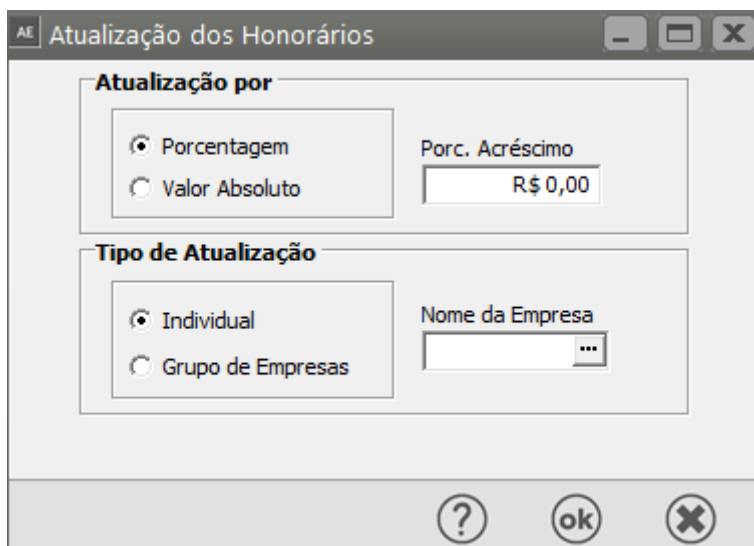 AE Atualização dos Honorários
Atualização por
Porcentagem
Valor Absoluto
Porc. Acréscimo
R$ 0,00
Tipo de Atualização
Individual
Grupo de Empresas
Nome da Empresa
...
? ok